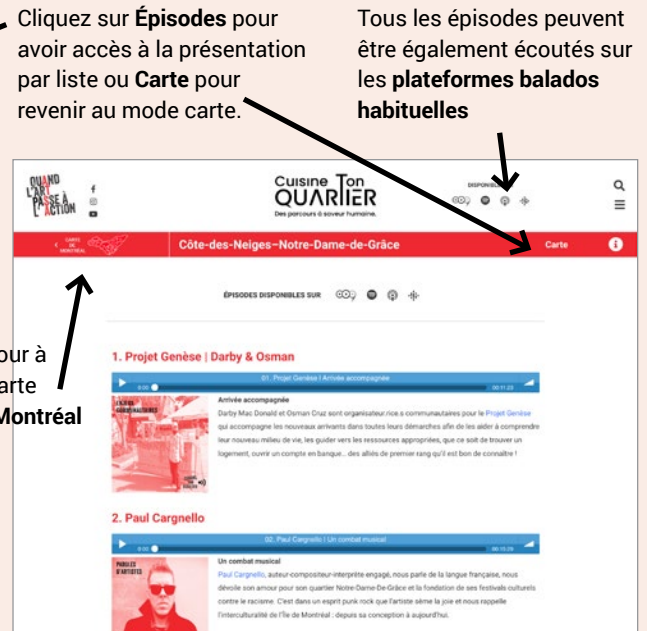 Cliquez sur Épisodes pour
avoir accès à la présentation
par liste ou Carte pour
revenir au mode carte.
Tous les épisodes peuvent
être également écoutés sur
les plateformes balados
habituelles
QUAND
L'ART
PASSE À
L'ACTION
Cuisine Ton
QUARTIER
Des parcours à saveur humaine.
CARTE
DE
MONTRÉAL
Côte-des-Neiges–Notre-Dame-de-Grâce
Carte
ÉPISODES DISPONIBLES SUR
our à
arte
Montréal
1. Projet Genèse | Darby & Osman
01. Projet Genèse I Arrivée accompagnée
0:00
00:11:23
Arrivée accompagnée
Darby Mac Donald et Osman Cruz sont organisateur.rice.s communautaires pour le Projet Genèse
qui accompagne les nouveaux arrivants dans toutes leurs démarches afin de les aider à comprendre
leur nouveau milieu de vie, les guider vers les ressources appropriées, que ce soit de trouver un
logement, ouvrir un compte en banque... des alliés de premier rang qu'il est bon de connaître !
2. Paul Cargnello
02. Paul Cargnello I Un combat musical
0:00
00:15:29
PAROLES
D'ARTISTES
Un combat musical
Paul Cargnello, auteur-compositeur-interprète engagé, nous parle de la langue française, nous
dévoile son amour pour son quartier Notre-Dame-De-Grâce et la fondation de ses festivals culturels
contre le racisme. C'est dans un esprit punk rock que l'artiste sème la joie et nous rappelle
l'interculturalité de l'Île de Montréal : depuis sa conception à aujourd'hui.